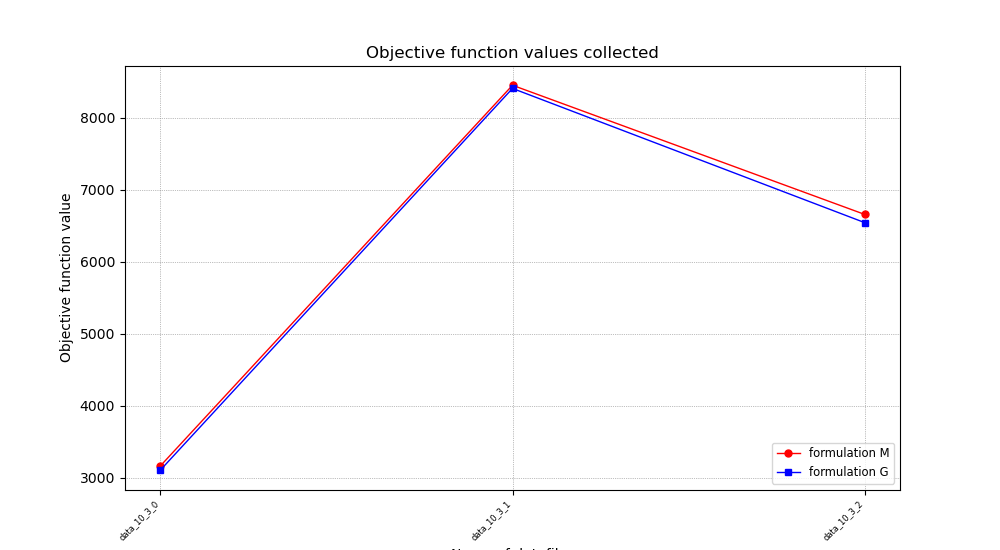 Objective function values collected
Objective function value
8000
7000
6000
5000
4000
3000
formulation M
formulation G
data_10_3_0
data_10_3_1
data_10_3_2